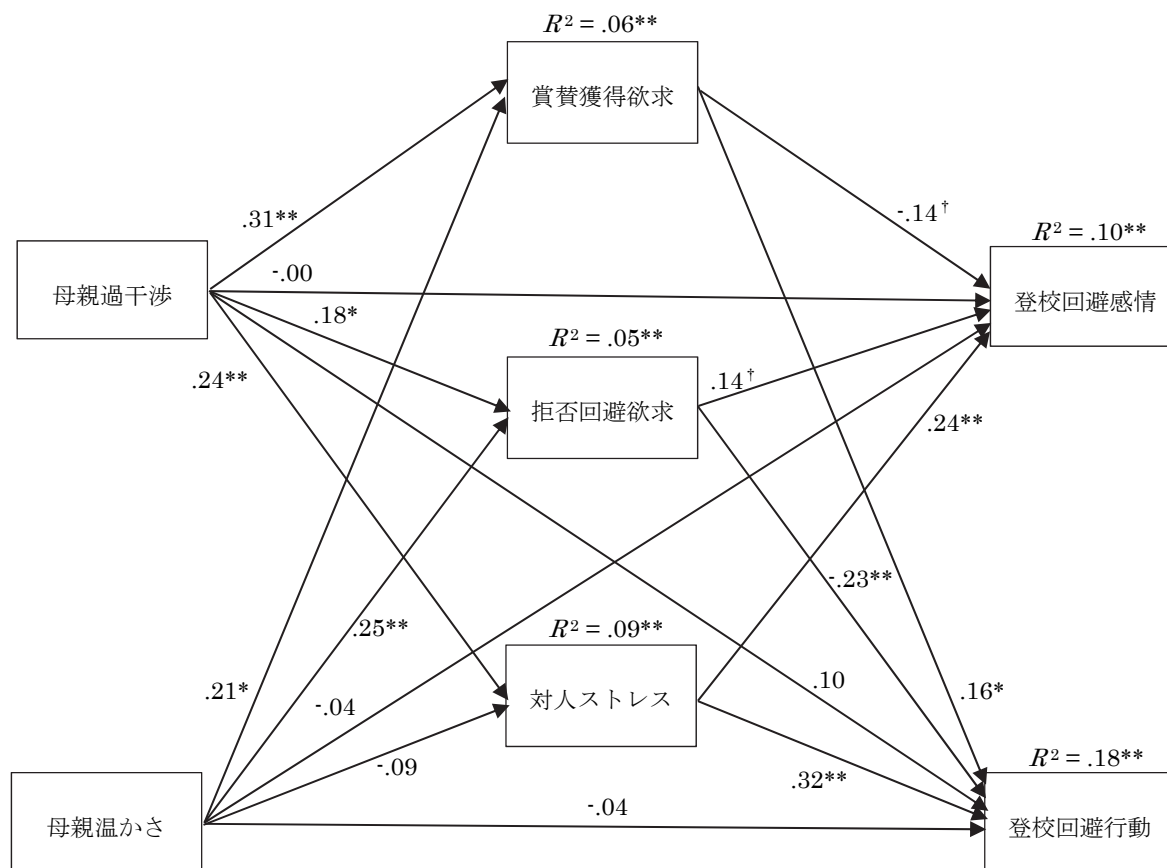 R² = .06**
賞賛獲得欲求
.31**
-.14†
R² = .10**
母親過干渉
-.00
登校回避感情
.18*
R² = .05**
.24**
拒否回避欲求
.14†
.24**
-.23**
.25**
R² = .09**
.21*
-.04
対人ストレス
.10
.16*
-.09
R² = .18**
.32**
-.04
母親温かさ
登校回避行動